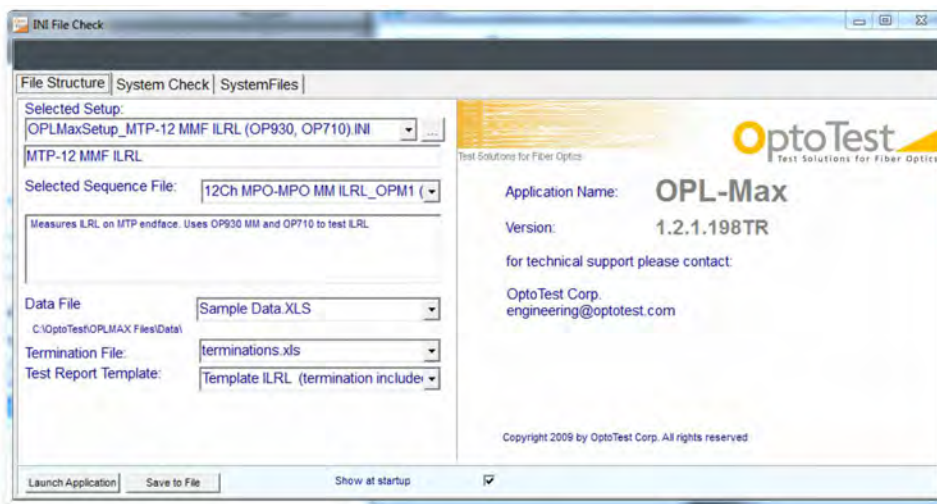 INI File Check
File Structure
System Check
SystemFiles
Selected Setup:
OPLMaxSetup_MTP-12 MMF ILRL (OP930, OP710).INI
...
MTP-12 MMF ILRL
Selected Sequence File:
12Ch MPO-MPO MM ILRL_OPM1 (
Measures ILRL on MTP endface. Uses OP930 MM and OP710 to test ILRL
Data File
Sample Data.XLS
C:\OptoTest\OPLMAX Files\Data\
Termination File:
terminations.xls
Test Report Template:
Template ILRL (termination include
OptoTest
Test Solutions for Fiber Optics
Test Solutions for Fiber Optics
Application Name:
OPL-Max
Version:
1.2.1.198TR
for technical support please contact:
OptoTest Corp.
engineering@optotest.com
Copyright 2009 by OptoTest Corp. All rights reserved
Launch Application
Save to File
Show at startup